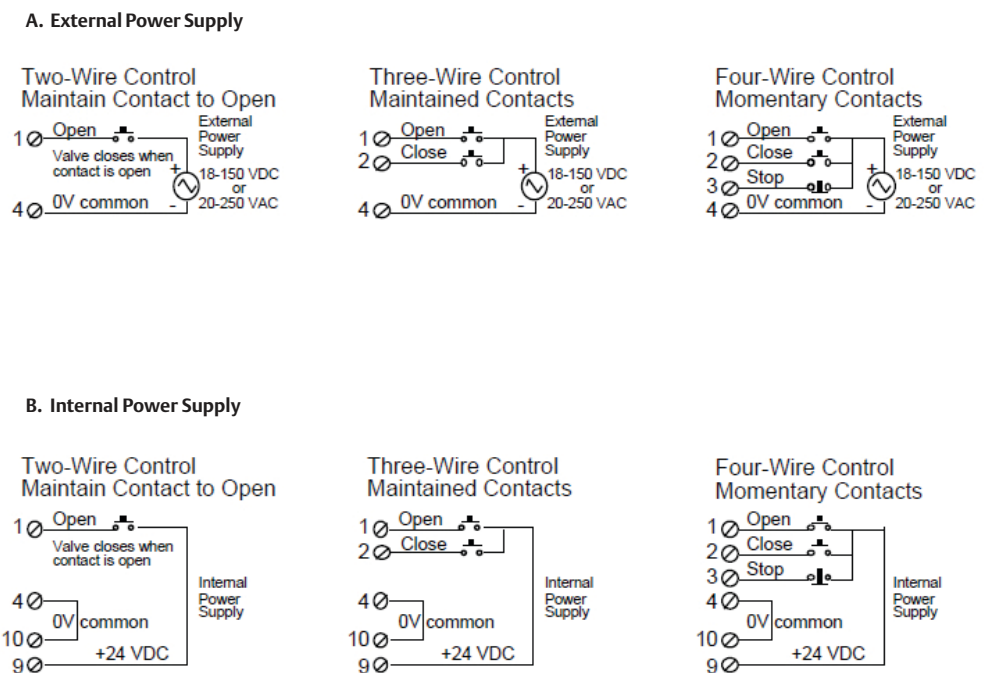 A. External Power Supply
Two-Wire Control
Maintain Contact to Open
1 Open
Valve closes when
contact is open
4 0V common
External
Power
Supply
+
18-150 VDC
or
20-250 VAC
-
Three-Wire Control
Maintained Contacts
1 Open
2 Close
4 0V common
External
Power
Supply
+
18-150 VDC
or
20-250 VAC
-
Four-Wire Control
Momentary Contacts
1 Open
2 Close
3 Stop
4 0V common
External
Power
Supply
+
18-150 VDC
or
20-250 VAC
-
B. Internal Power Supply
Two-Wire Control
Maintain Contact to Open
1 Open
Valve closes when
contact is open
Internal
Power
Supply
4
0V common
10
+24 VDC
9
Three-Wire Control
Maintained Contacts
1 Open
2 Close
Internal
Power
Supply
4
0V common
10
+24 VDC
9
Four-Wire Control
Momentary Contacts
1 Open
2 Close
3 Stop
Internal
Power
Supply
4
0V common
10
+24 VDC
9